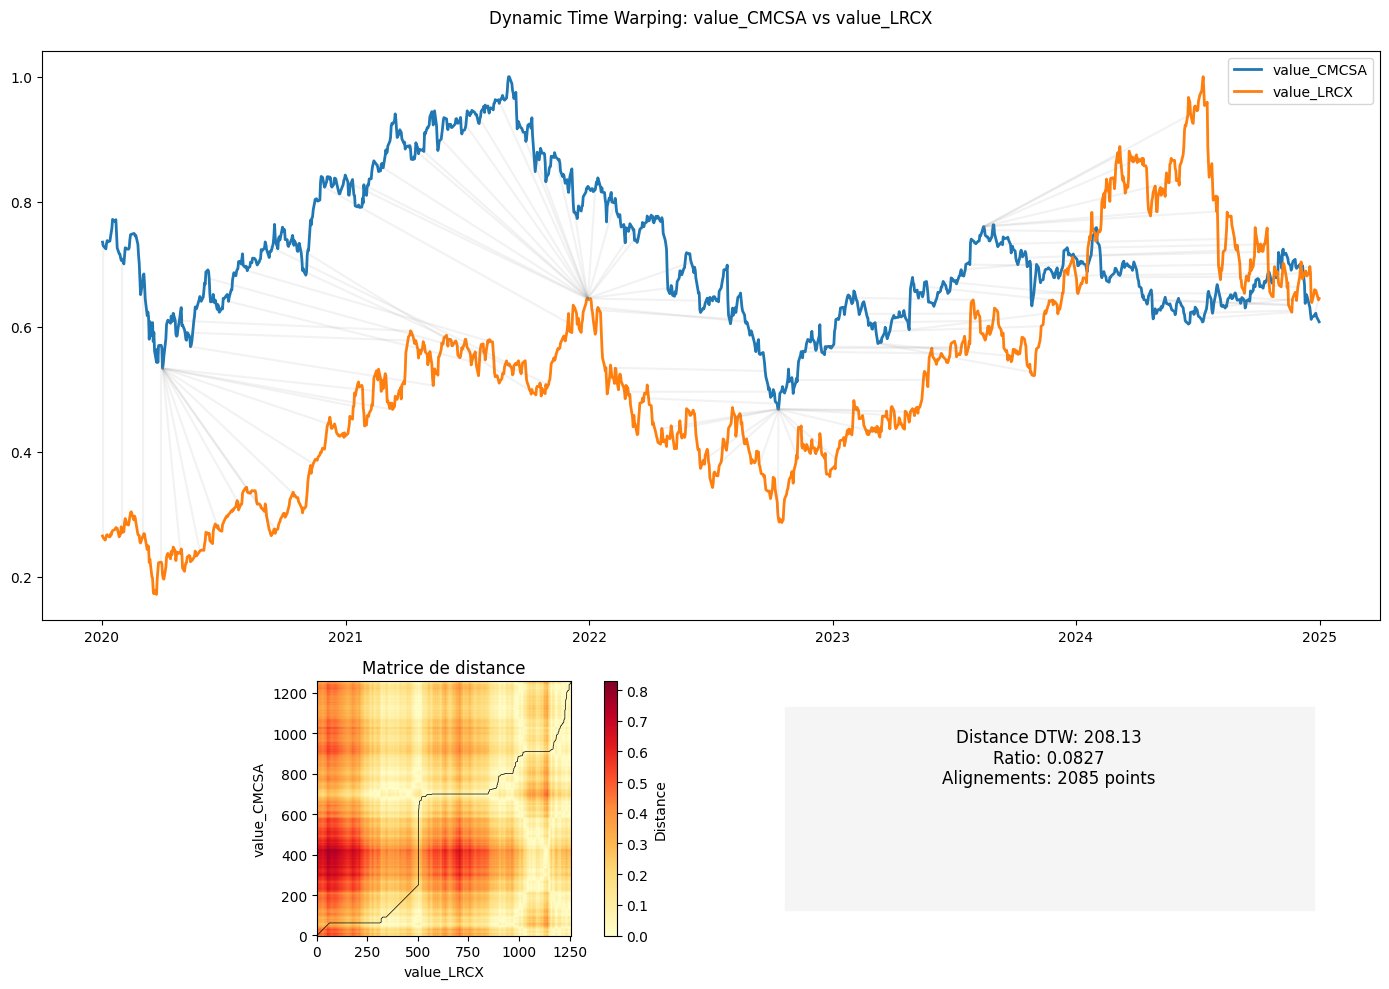 Dynamic Time Warping: value_CMCSA vs value_LRCX
value_CMCSA
value_LRCX
1.0
0.8
0.6
0.4
0.2
2020 2021 2022 2023 2024 2025
Matrice de distance
value_CMCSA
1200
1000
800
600
400
200
0
0 250 500 750 1000 1250
value_LRCX
0.8
0.7
0.6
0.5
0.4
0.3
0.2
0.1
0.0
Distance
Distance DTW: 208.13
Ratio: 0.0827
Alignements: 2085 points